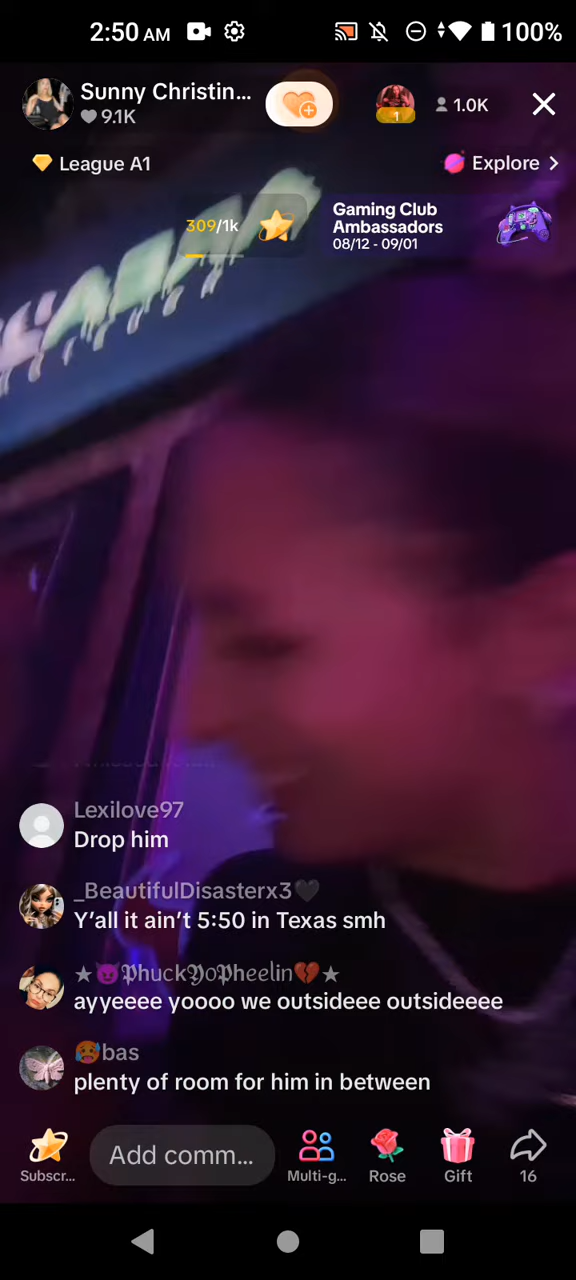 2:50 AM
100%
Sunny Christin...
9.1K
1
1.0K
League A1
Explore >
309/1k
Gaming Club
Ambassadors
08/12 - 09/01
Lexilove97
Drop him
_BeautifulDisasterx3🖤
Y'all it ain't 5:50 in Texas smh
★😈𝕻huck𝖄o𝕻heelin💔★
ayyeeee yoooo we outsideee outsideeee
🥵bas
plenty of room for him in between
Add comm...
Subscr...
Multi-g...
Rose
Gift
16